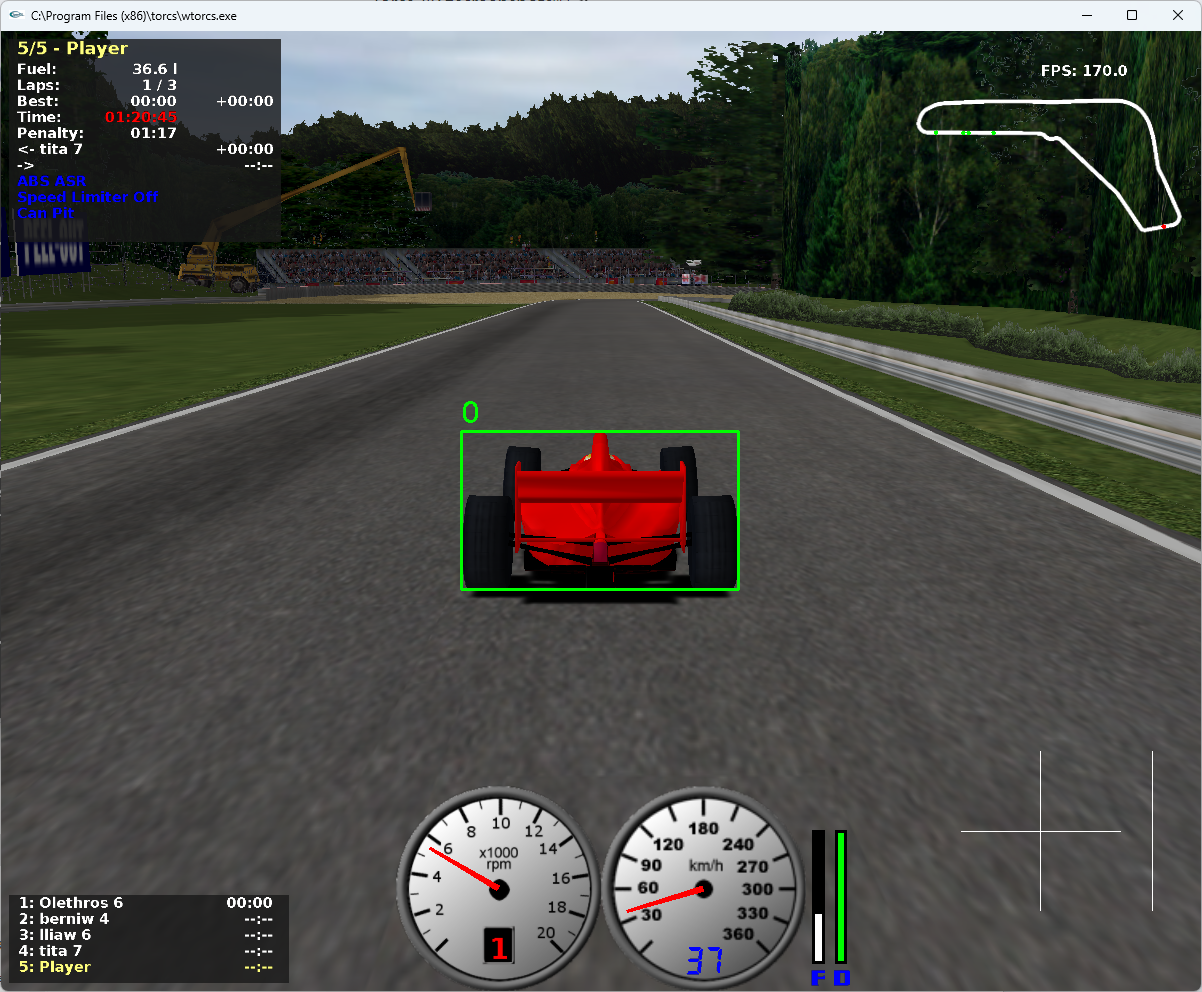 C:\Program Files (x86)\torcs\wtorcs.exe
5/5 - Player
Fuel: 36.6 l
Laps: 1 / 3
Best: 00:00 +00:00
Time: 01:20:45
Penalty: 01:17
<- tita 7 +00:00
-> --:--
ABS ASR
Speed Limiter Off
Can Pit
FPS: 170.0
PEEL-OUT
0
2 4 6 8 10 12 14 16 18 20
x1000
rpm
1
30 60 90 120 180 240 270 300 330 360
km/h
37
F D
1: Olethros 6 00:00
2: berniw 4 --:--
3: lliaw 6 --:--
4: tita 7 --:--
5: Player --:--